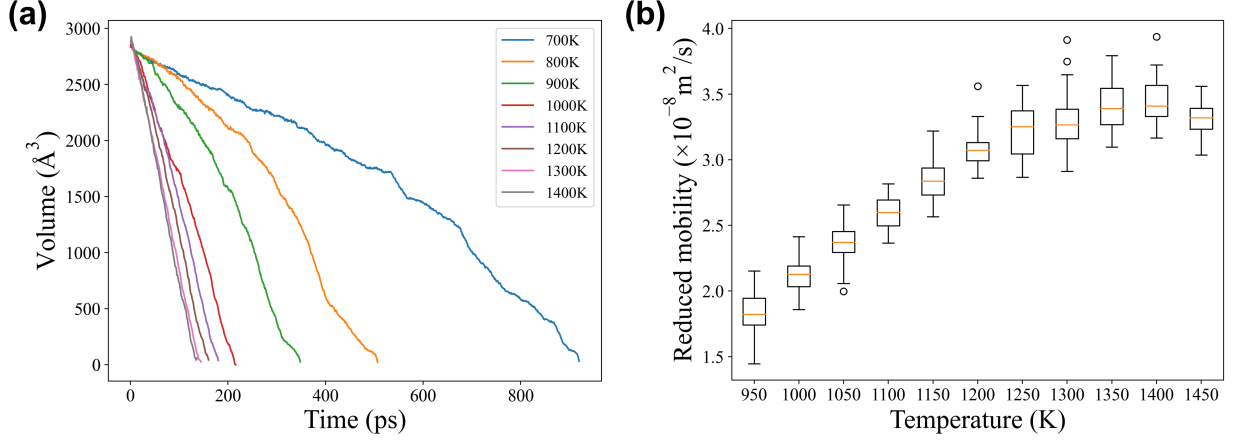 (a)
Volume (Å³)
3000
2500
2000
1500
1000
500
0
0 200 400 600 800
Time (ps)
700K
800K
900K
1000K
1100K
1200K
1300K
1400K
(b)
Reduced mobility (×10⁻⁸ m²/s)
4.0
3.5
3.0
2.5
2.0
1.5
950 1000 1050 1100 1150 1200 1250 1300 1350 1400 1450
Temperature (K)